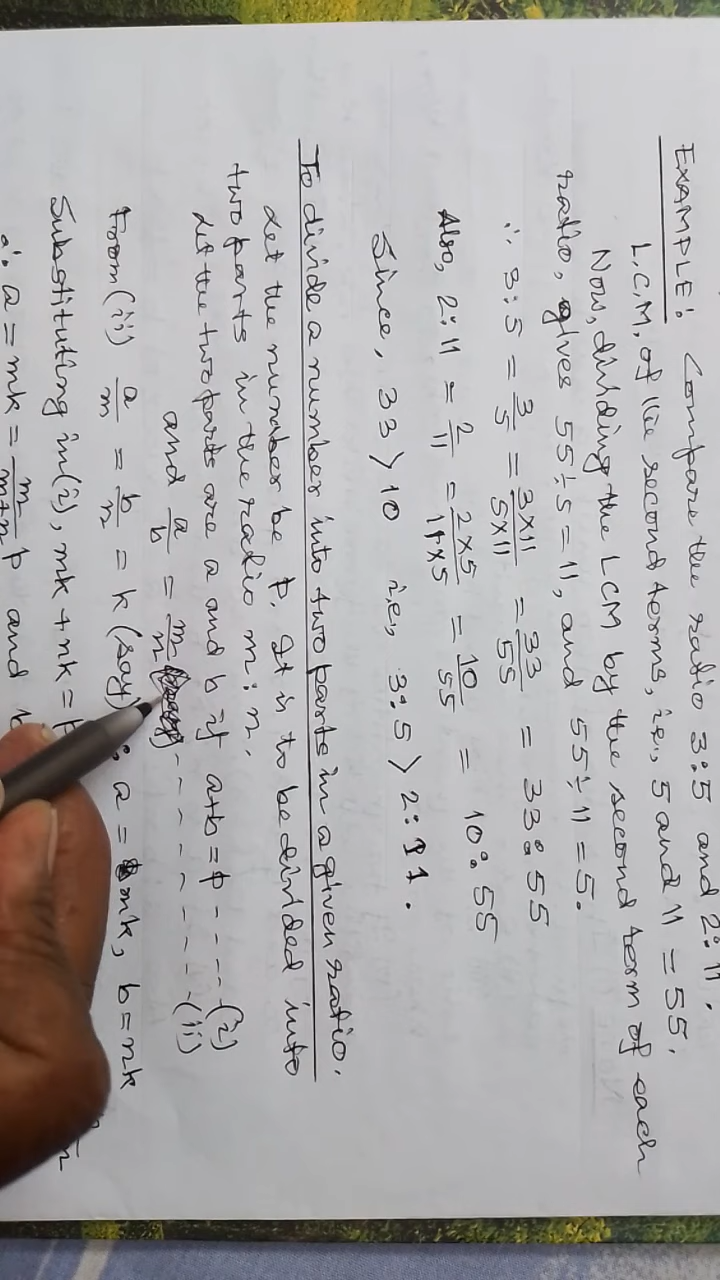 EXAMPLE: Compare the ratio 3:5 and 2:11.
L.C.M. of the second terms, i.e., 5 and 11 = 55.
Now, dividing the LCM by the second term of each
ratio, gives 55÷5 = 11, and 55÷11 = 5.
∴ 3:5 = 3/5 = 3×11/5×11 = 33/55 = 33:55
Also, 2:11 = 2/11 = 2×5/11×5 = 10/55 = 10:55
Since, 33 > 10 i.e., 3:5 > 2:11.
To divide a number into two parts in a given ratio.
Let the number be p. It is to be divided into
two parts in the ratio m:n.
Let the two parts are a and b if a+b = p ----(i)
and a/b = m/n -------(ii)
From (ii) a/m = b/n = k (say) a = mk, b = nk
Substituting in (i), mk + nk = p
∴ a = mk = m/m+n p and